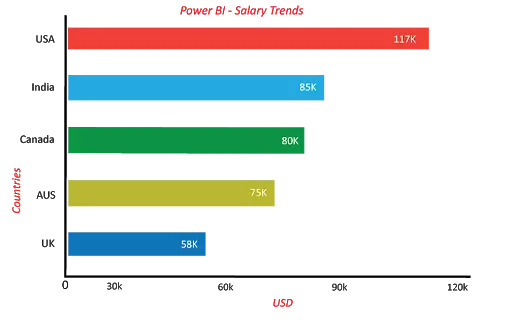 Power BI - Salary Trends
USA 117K
India 85K
Canada 80K
AUS 75K
UK 58K
Countries
0 30k 60k 90k 120k
USD